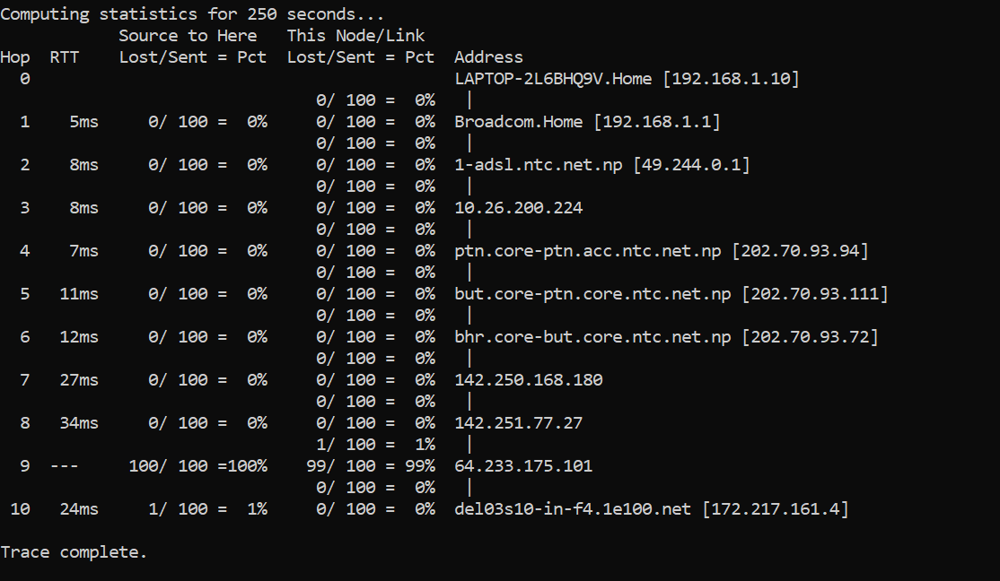 Computing statistics for 250 seconds...
            Source to Here   This Node/Link
Hop  RTT    Lost/Sent = Pct  Lost/Sent = Pct  Address
  0                                           LAPTOP-2L6BHQ9V.Home [192.168.1.10]
                                0/ 100 =  0%   |
  1    5ms     0/ 100 =  0%     0/ 100 =  0%  Broadcom.Home [192.168.1.1]
                                0/ 100 =  0%   |
  2    8ms     0/ 100 =  0%     0/ 100 =  0%  1-adsl.ntc.net.np [49.244.0.1]
                                0/ 100 =  0%   |
  3    8ms     0/ 100 =  0%     0/ 100 =  0%  10.26.200.224
                                0/ 100 =  0%   |
  4    7ms     0/ 100 =  0%     0/ 100 =  0%  ptn.core-ptn.acc.ntc.net.np [202.70.93.94]
                                0/ 100 =  0%   |
  5   11ms     0/ 100 =  0%     0/ 100 =  0%  but.core-ptn.core.ntc.net.np [202.70.93.111]
                                0/ 100 =  0%   |
  6   12ms     0/ 100 =  0%     0/ 100 =  0%  bhr.core-but.core.ntc.net.np [202.70.93.72]
                                0/ 100 =  0%   |
  7   27ms     0/ 100 =  0%     0/ 100 =  0%  142.250.168.180
                                0/ 100 =  0%   |
  8   34ms     0/ 100 =  0%     0/ 100 =  0%  142.251.77.27
                                1/ 100 =  1%   |
  9  ---     100/ 100 =100%    99/ 100 = 99%  64.233.175.101
                                0/ 100 =  0%   |
 10   24ms     1/ 100 =  1%     0/ 100 =  0%  del03s10-in-f4.1e100.net [172.217.161.4]

Trace complete.